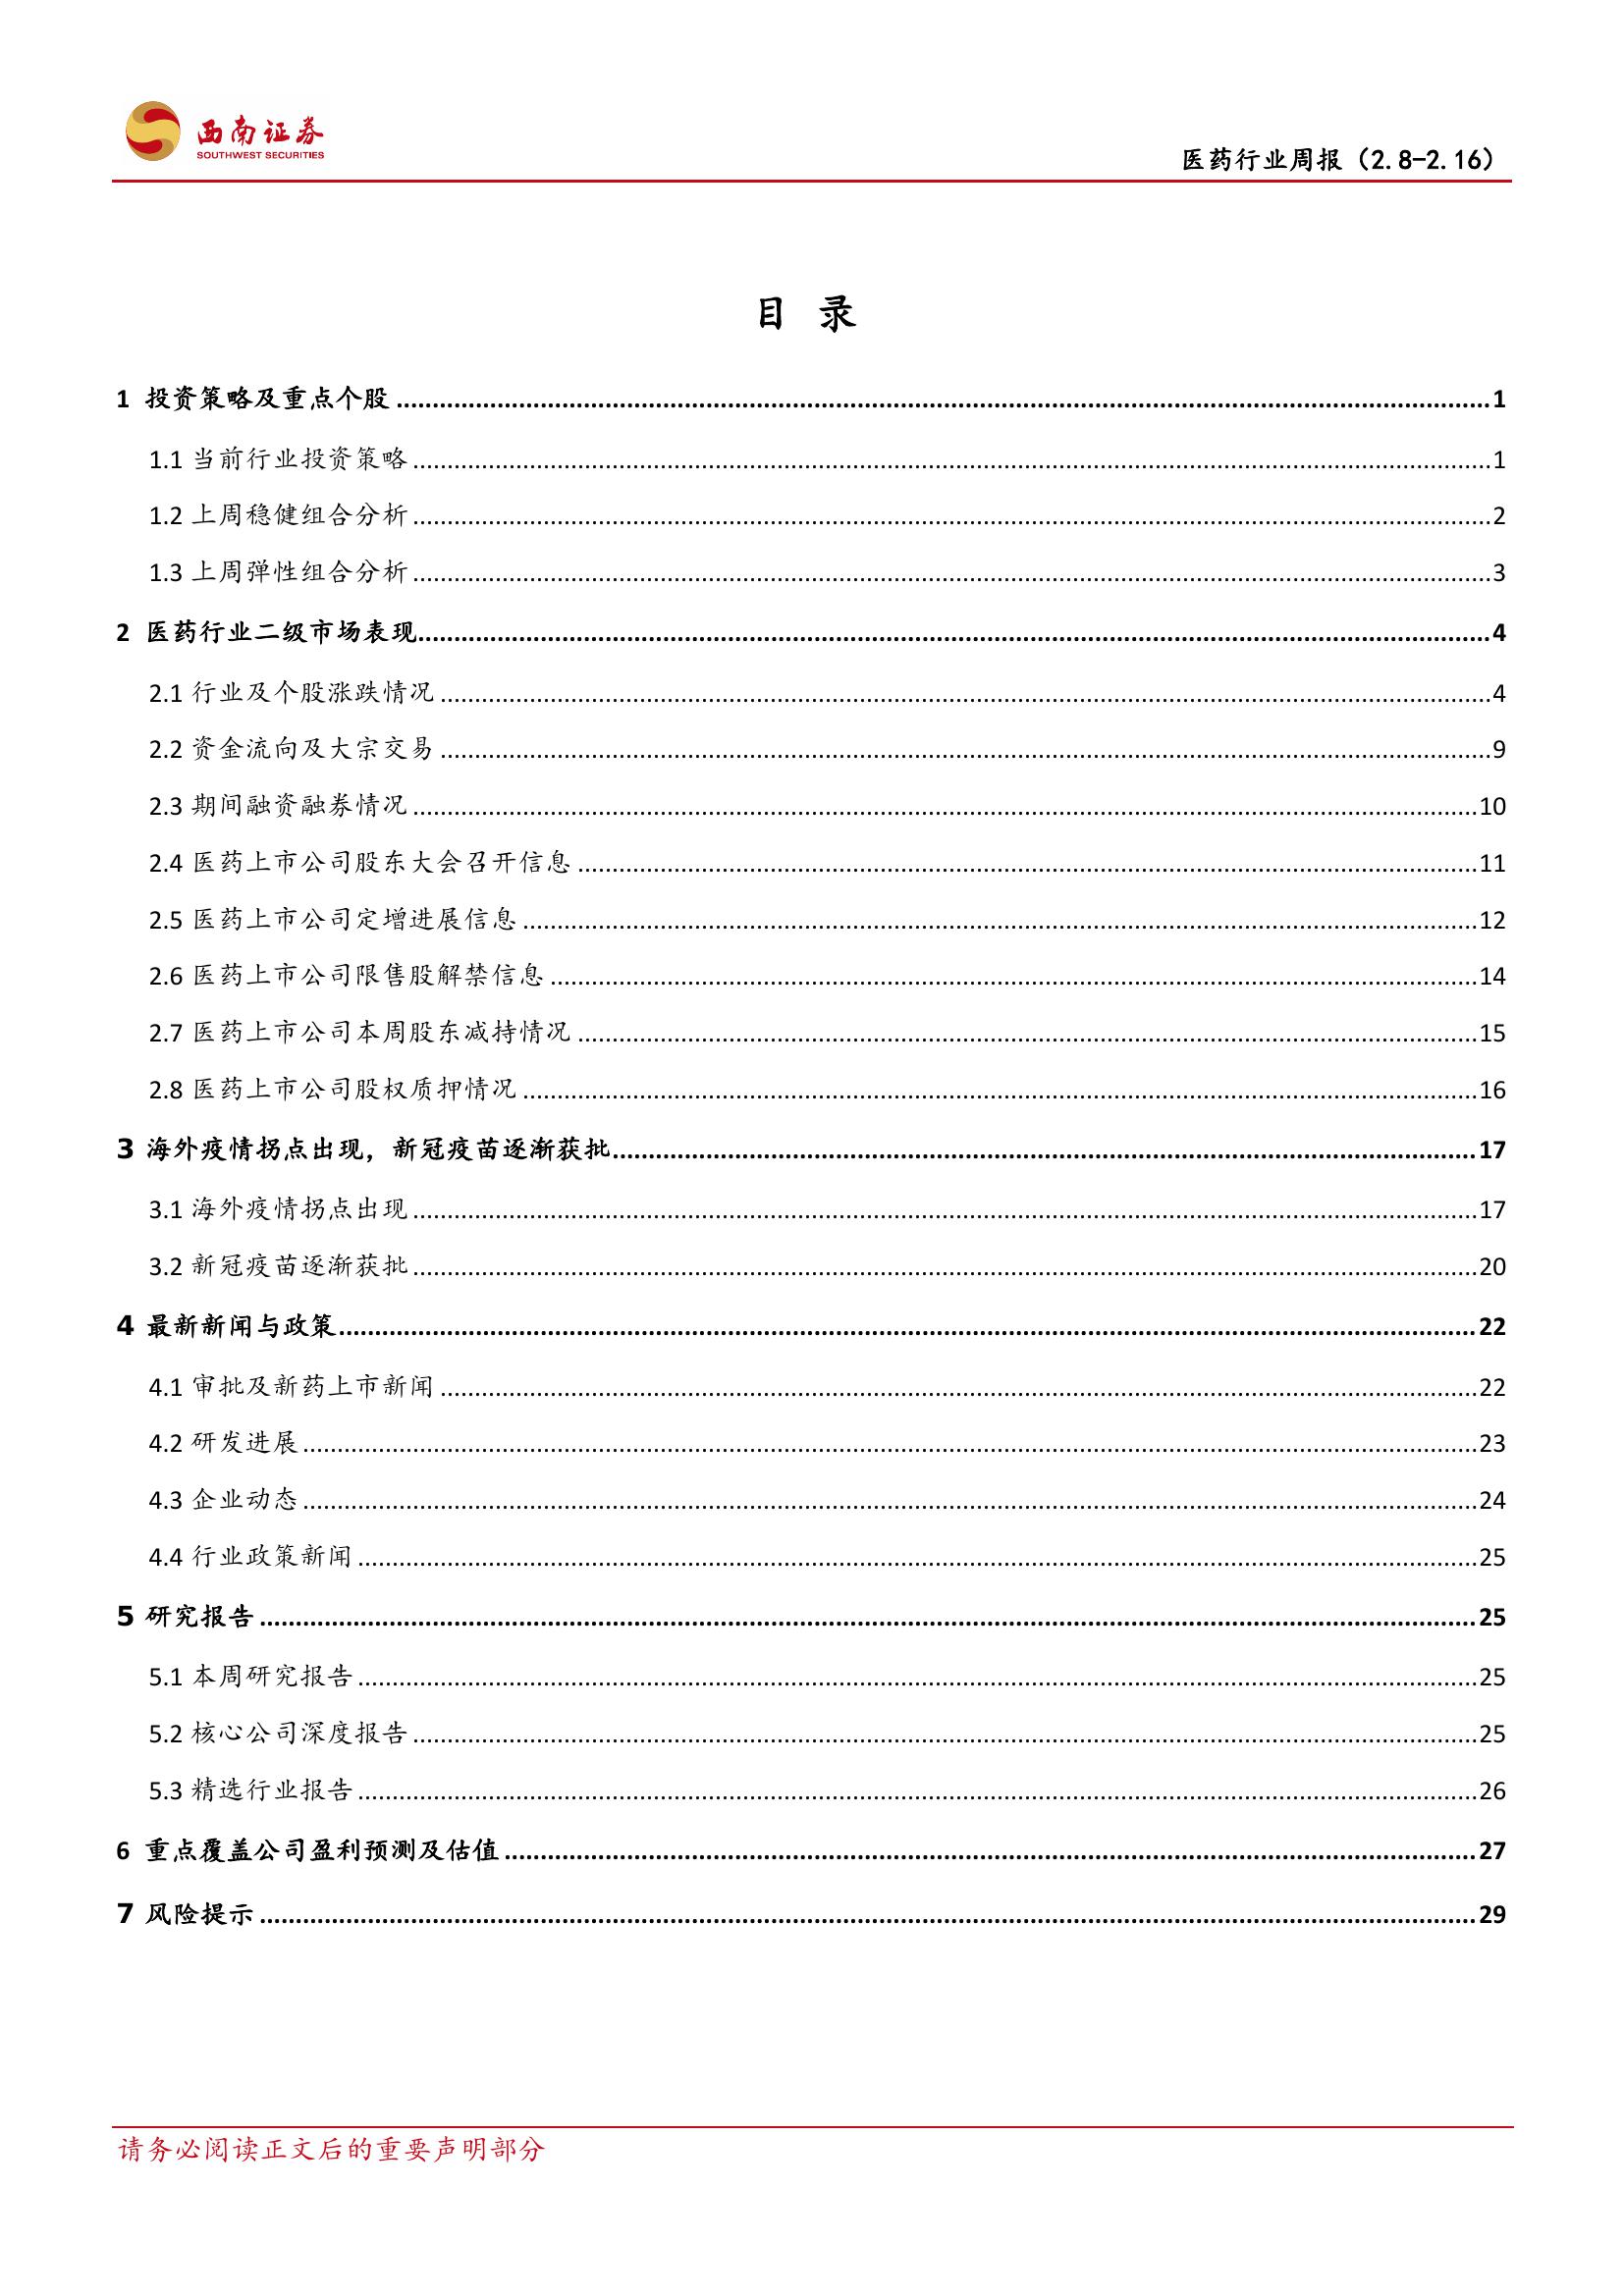 西南证券
SOUTHWEST SECURITIES
医药行业周报（2.8-2.16）
目 录
1 投资策略及重点个股 1
1.1 当前行业投资策略 1
1.2 上周稳健组合分析 2
1.3 上周弹性组合分析 3
2 医药行业二级市场表现 4
2.1 行业及个股涨跌情况 4
2.2 资金流向及大宗交易 9
2.3 期间融资融券情况 10
2.4 医药上市公司股东大会召开信息 11
2.5 医药上市公司定增进展信息 12
2.6 医药上市公司限售股解禁信息 14
2.7 医药上市公司本周股东减持情况 15
2.8 医药上市公司股权质押情况 16
3 海外疫情拐点出现，新冠疫苗逐渐获批 17
3.1 海外疫情拐点出现 17
3.2 新冠疫苗逐渐获批 20
4 最新新闻与政策 22
4.1 审批及新药上市新闻 22
4.2 研发进展 23
4.3 企业动态 24
4.4 行业政策新闻 25
5 研究报告 25
5.1 本周研究报告 25
5.2 核心公司深度报告 25
5.3 精选行业报告 26
6 重点覆盖公司盈利预测及估值 27
7 风险提示 29
请务必阅读正文后的重要声明部分